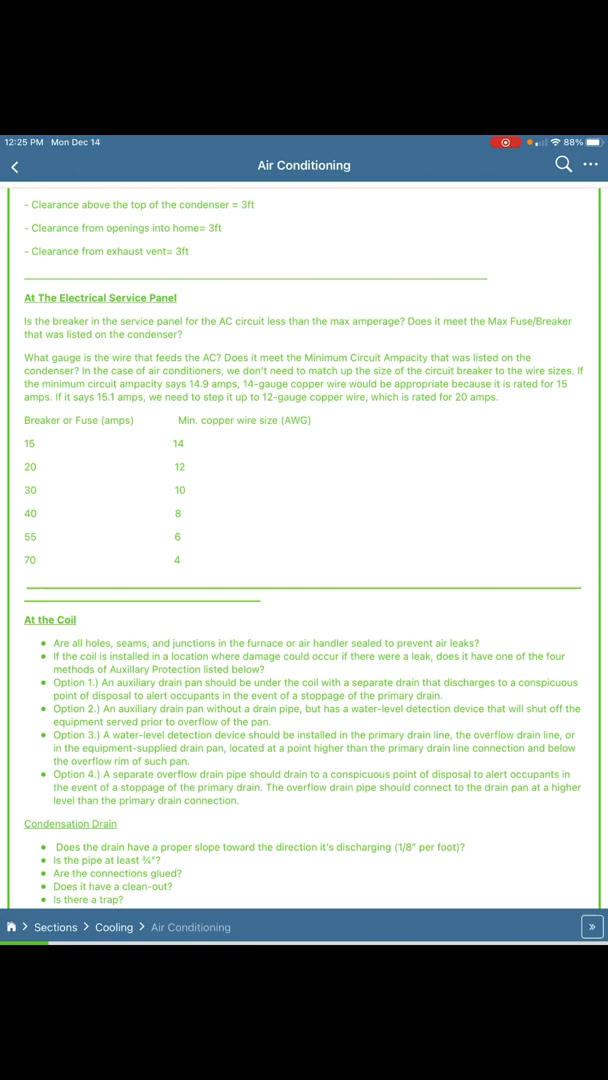 12:25 PM Mon Dec 14
88%
Air Conditioning
- Clearance above the top of the condenser = 3ft
- Clearance from openings into home= 3ft
- Clearance from exhaust vent= 3ft
At The Electrical Service Panel
Is the breaker in the service panel for the AC circuit less than the max amperage? Does it meet the Max Fuse/Breaker
that was listed on the condenser?
What gauge is the wire that feeds the AC? Does it meet the Minimum Circuit Ampacity that was listed on the
condenser? In the case of air conditioners, we don't need to match up the size of the circuit breaker to the wire sizes. If
the minimum circuit ampacity says 14.9 amps, 14-gauge copper wire would be appropriate because it is rated for 15
amps. If it says 15.1 amps, we need to step it up to 12-gauge copper wire, which is rated for 20 amps.
Breaker or Fuse (amps) Min. copper wire size (AWG)
15 14
20 12
30 10
40 8
55 6
70 4
At the Coil
• Are all holes, seams, and junctions in the furnace or air handler sealed to prevent air leaks?
• If the coil is installed in a location where damage could occur if there were a leak, does it have one of the four
methods of Auxillary Protection listed below?
• Option 1.) An auxiliary drain pan should be under the coil with a separate drain that discharges to a conspicuous
point of disposal to alert occupants in the event of a stoppage of the primary drain.
• Option 2.) An auxiliary drain pan without a drain pipe, but has a water-level detection device that will shut off the
equipment served prior to overflow of the pan.
• Option 3.) A water-level detection device should be installed in the primary drain line, the overflow drain line, or
in the equipment-supplied drain pan, located at a point higher than the primary drain line connection and below
the overflow rim of such pan.
• Option 4.) A separate overflow drain pipe should drain to a conspicuous point of disposal to alert occupants in
the event of a stoppage of the primary drain. The overflow drain pipe should connect to the drain pan at a higher
level than the primary drain connection.
Condensation Drain
• Does the drain have a proper slope toward the direction it's discharging (1/8" per foot)?
• Is the pipe at least ¾"?
• Are the connections glued?
• Does it have a clean-out?
• Is there a trap?
Sections > Cooling > Air Conditioning